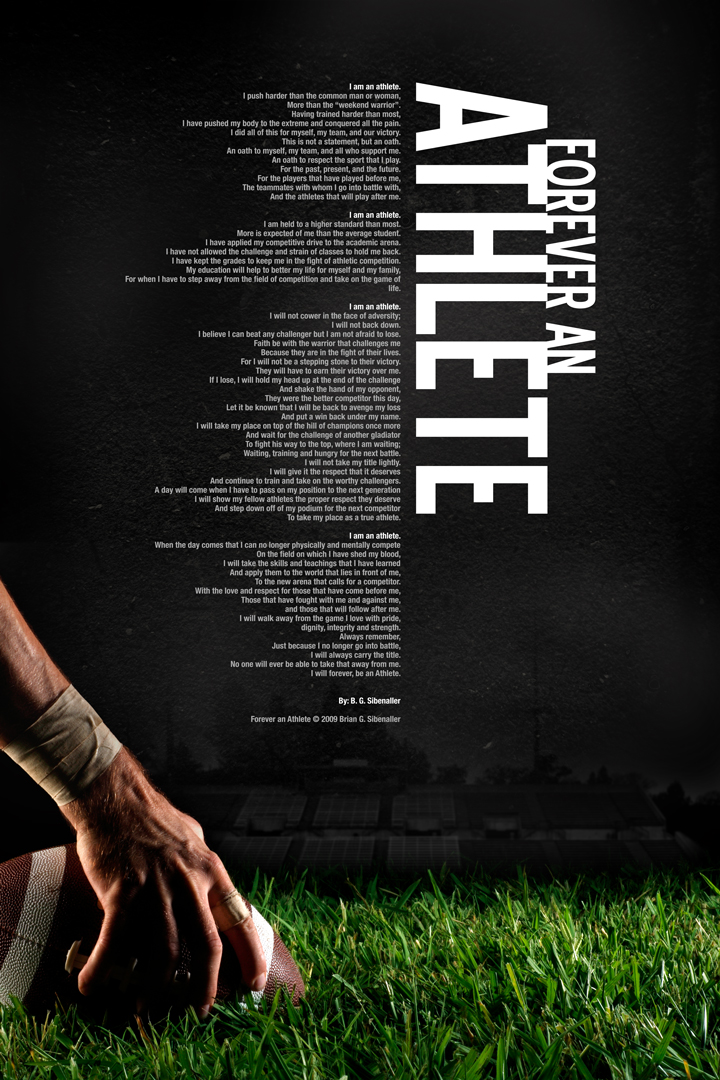 FOREVER AN
ATHLETE
I am an athlete.
I push harder than the common man or woman,
More than the "weekend warrior".
Having trained harder than most,
I have pushed my body to the extreme and conquered all the pain.
I did all of this for myself, my team, and our victory.
This is not a statement, but an oath.
An oath to myself, my team, and all who support me.
An oath to respect the sport that I play.
For the past, present, and the future.
For the players that have played before me,
The teammates with whom I go into battle with,
And the athletes that will play after me.
I am an athlete.
I am held to a higher standard than most.
More is expected of me than the average student.
I have applied my competitive drive to the academic arena.
I have not allowed the challenge and strain of classes to hold me back.
I have kept the grades to keep me in the fight of athletic competition.
My education will help to better my life for myself and my family,
For when I have to step away from the field of competition and take on the game of
life.
I am an athlete.
I will not cower in the face of adversity;
I will not back down.
I believe I can beat any challenger but I am not afraid to lose.
Faith be with the warrior that challenges me
Because they are in the fight of their lives.
For I will not be a stepping stone to their victory.
They will have to earn their victory over me.
If I lose, I will hold my head up at the end of the challenge
And shake the hand of my opponent,
They were the better competitor this day,
Let it be known that I will be back to avenge my loss
And put a win back under my name.
I will take my place on top of the hill of champions once more
And wait for the challenge of another gladiator
To fight his way to the top, where I am waiting;
Waiting, training and hungry for the next battle.
I will not take my title lightly.
I will give it the respect that it deserves
And continue to train and take on the worthy challengers.
A day will come when I have to pass on my position to the next generation
I will show my fellow athletes the proper respect they deserve
And step down off of my podium for the next competitor
To take my place as a true athlete.
I am an athlete.
When the day comes that I can no longer physically and mentally compete
On the field on which I have shed my blood,
I will take the skills and teachings that I have learned
And apply them to the world that lies in front of me,
To the new arena that calls for a competitor.
With the love and respect for those that have come before me,
Those that have fought with me and against me,
and those that will follow after me.
I will walk away from the game I love with pride,
dignity, integrity and strength.
Always remember,
Just because I no longer go into battle,
I will always carry the title.
No one will ever be able to take that away from me.
I will forever, be an Athlete.
By: B. G. Sibenaller
Forever an Athlete © 2009 Brian G. Sibenaller